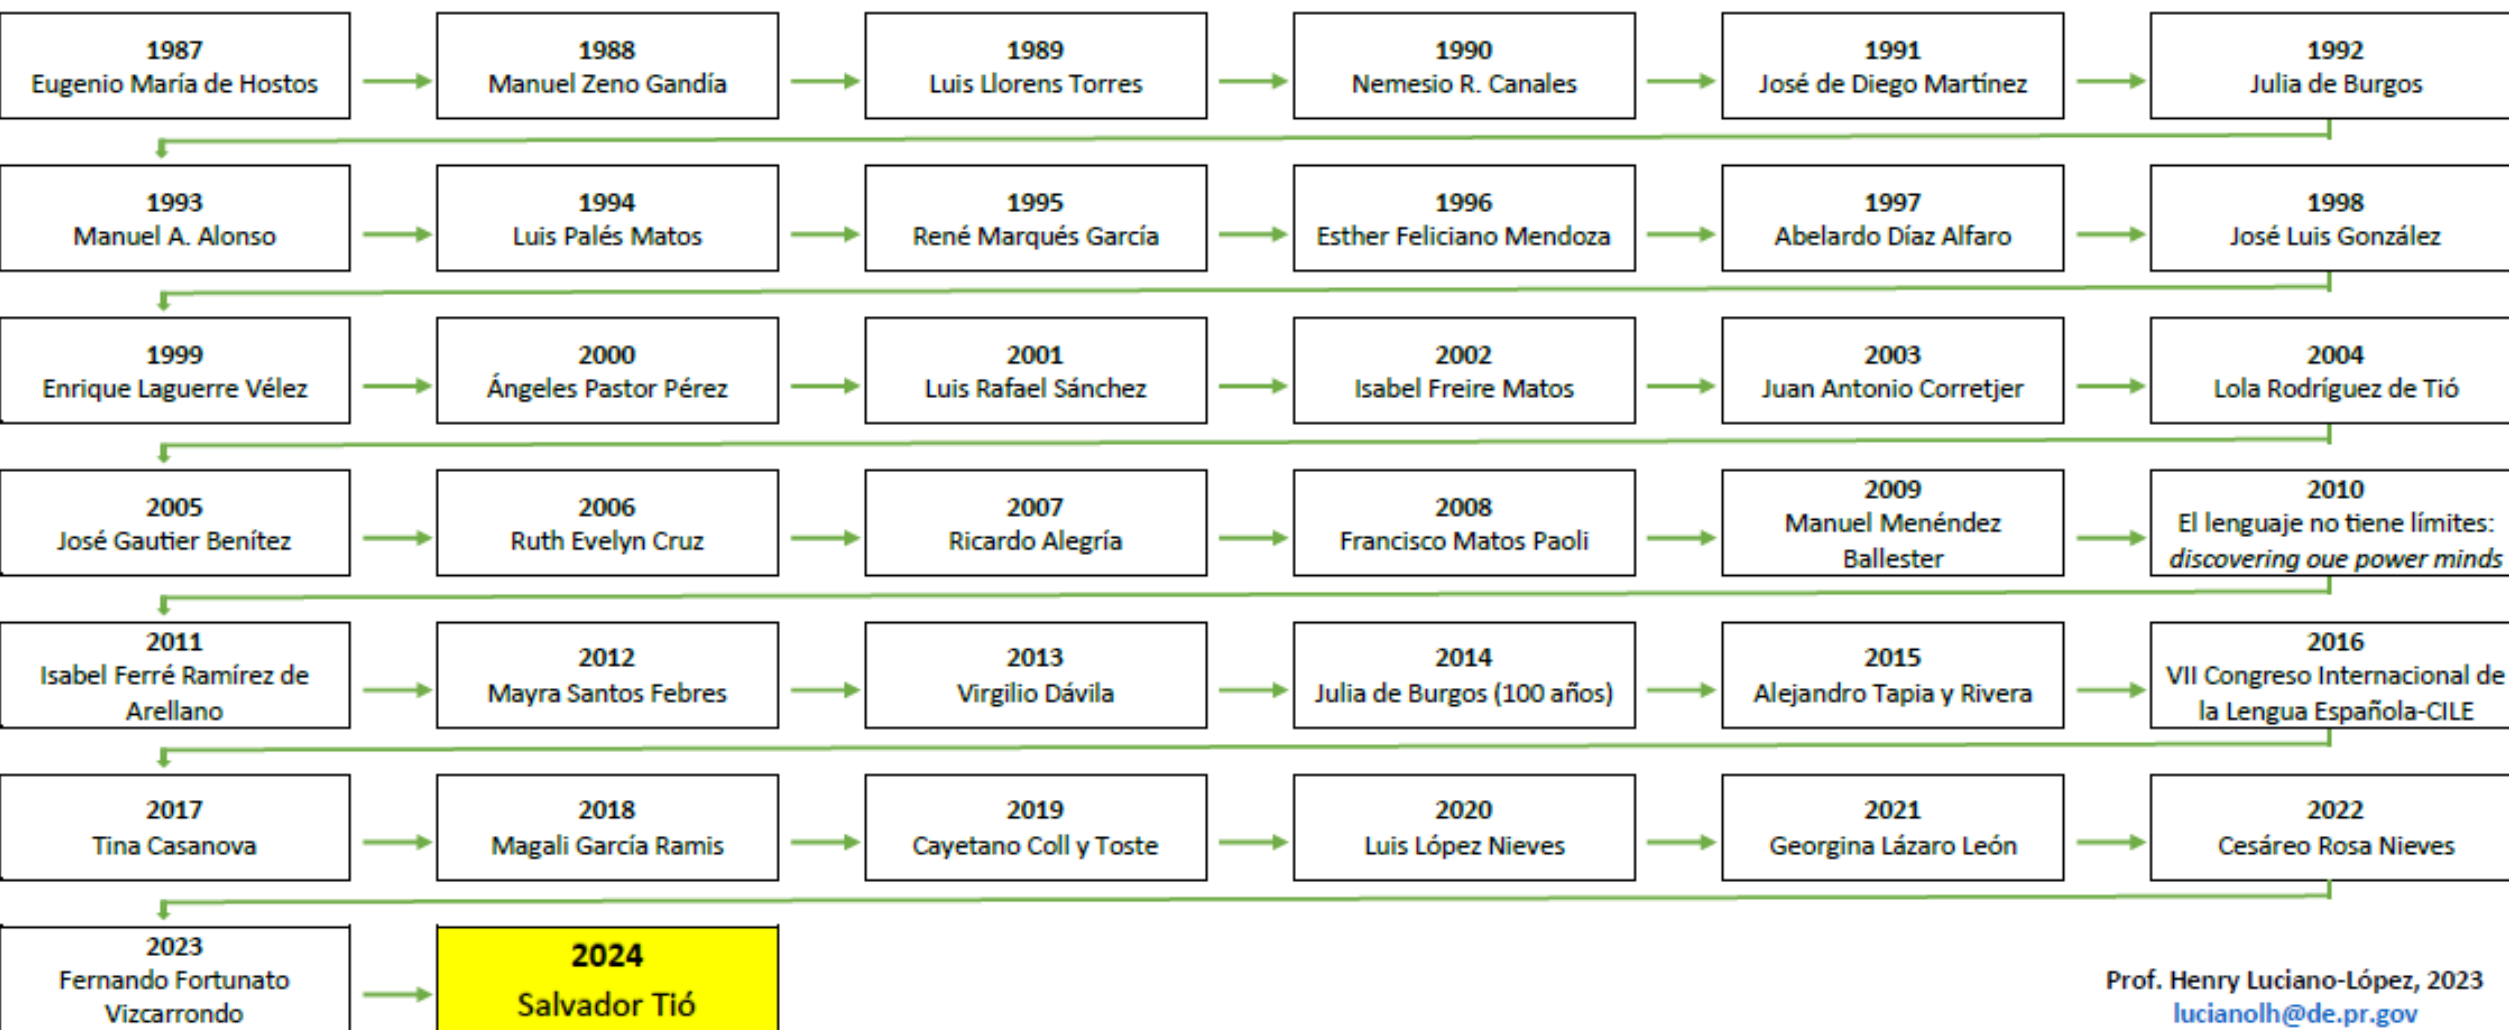 1987
Eugenio María de Hostos
1988
Manuel Zeno Gandía
1989
Luis Llorens Torres
1990
Nemesio R. Canales
1991
José de Diego Martínez
1992
Julia de Burgos
1993
Manuel A. Alonso
1994
Luis Palés Matos
1995
René Marqués García
1996
Esther Feliciano Mendoza
1997
Abelardo Díaz Alfaro
1998
José Luis González
1999
Enrique Laguerre Vélez
2000
Ángeles Pastor Pérez
2001
Luis Rafael Sánchez
2002
Isabel Freire Matos
2003
Juan Antonio Corretjer
2004
Lola Rodríguez de Tió
2005
José Gautier Benítez
2006
Ruth Evelyn Cruz
2007
Ricardo Alegría
2008
Francisco Matos Paoli
2009
Manuel Menéndez
Ballester
2010
El lenguaje no tiene límites:
discovering oue power minds
2011
Isabel Ferré Ramírez de
Arellano
2012
Mayra Santos Febres
2013
Virgilio Dávila
2014
Julia de Burgos (100 años)
2015
Alejandro Tapia y Rivera
2016
VII Congreso Internacional de
la Lengua Española-CILE
2017
Tina Casanova
2018
Magali García Ramis
2019
Cayetano Coll y Toste
2020
Luis López Nieves
2021
Georgina Lázaro León
2022
Cesáreo Rosa Nieves
2023
Fernando Fortunato
Vizcarrondo
2024
Salvador Tió
Prof. Henry Luciano-López, 2023
lucianolh@de.pr.gov